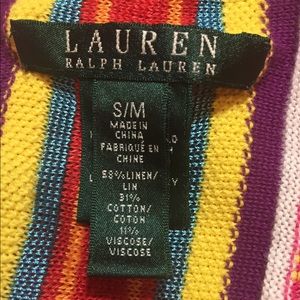 LAUREN
RALPH LAUREN
S/M
MADE IN
CHINA
FABRIQUÉ EN
CHINE
58%LINEN/
LIN
31%
COTTON/
COTON
11%
VISCOSE/
VISCOSE